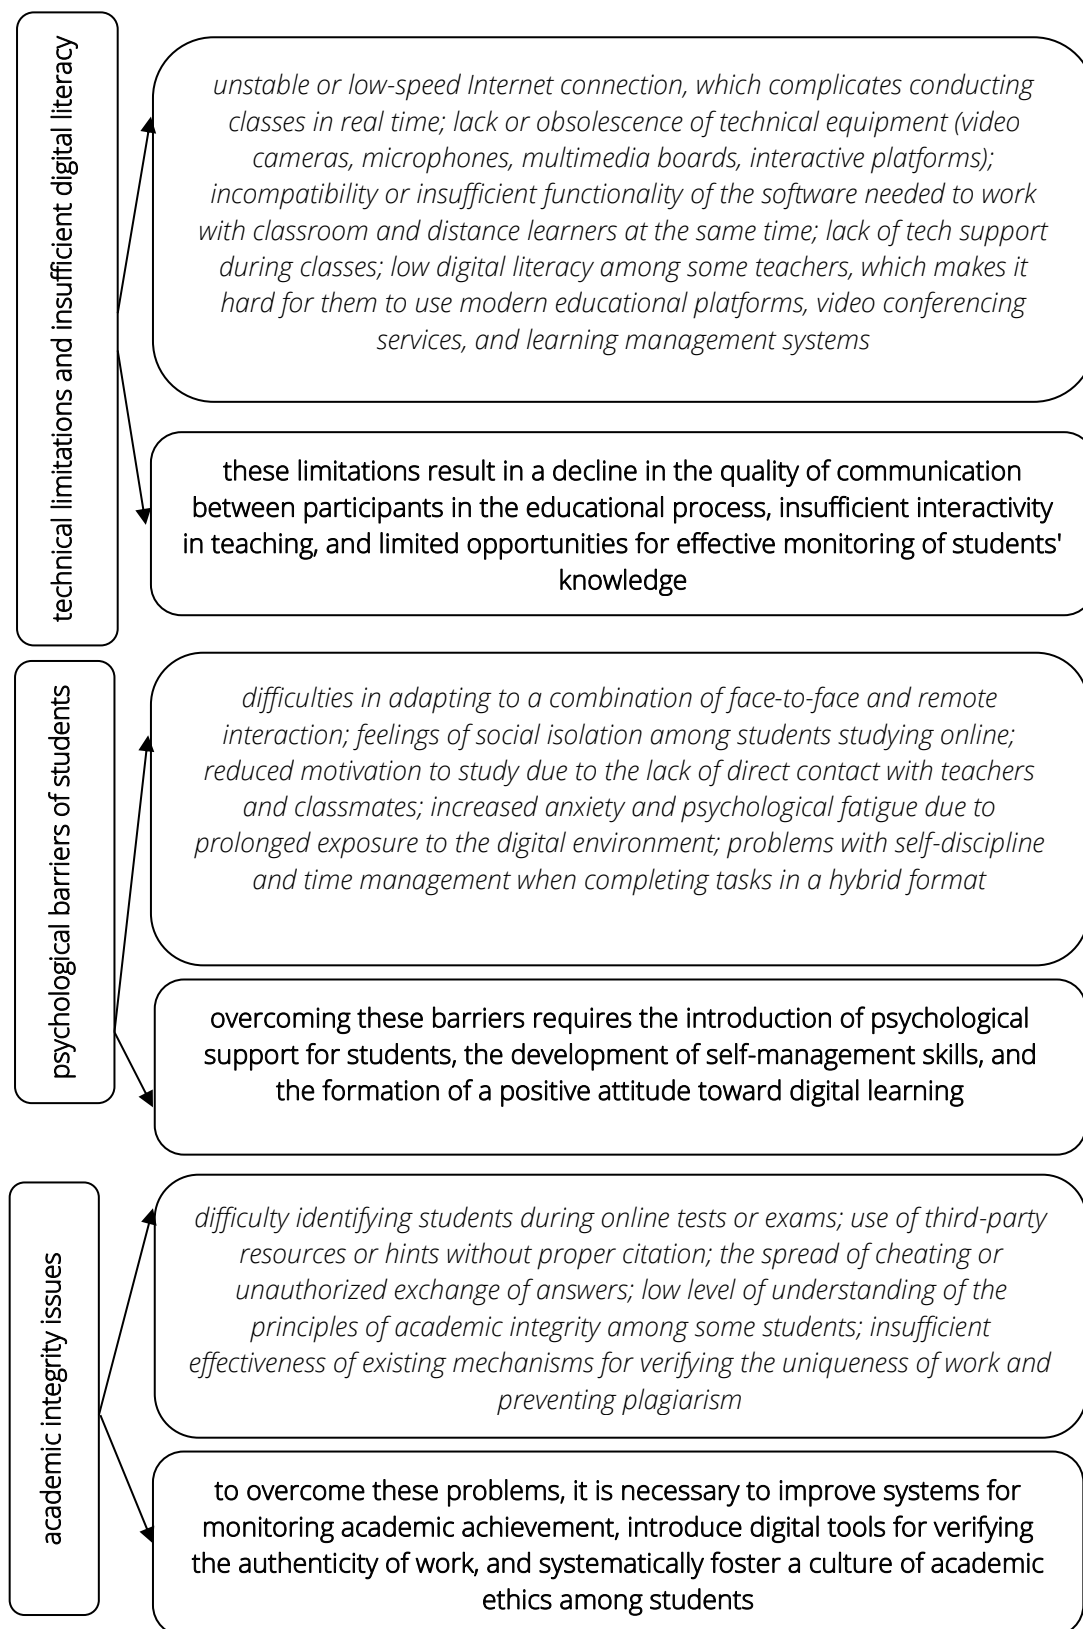 technical limitations and insufficient digital literacy
unstable or low-speed Internet connection, which complicates conducting
classes in real time; lack or obsolescence of technical equipment (video
cameras, microphones, multimedia boards, interactive platforms);
incompatibility or insufficient functionality of the software needed to work
with classroom and distance learners at the same time; lack of tech support
during classes; low digital literacy among some teachers, which makes it
hard for them to use modern educational platforms, video conferencing
services, and learning management systems
these limitations result in a decline in the quality of communication
between participants in the educational process, insufficient interactivity
in teaching, and limited opportunities for effective monitoring of students'
knowledge
psychological barriers of students
difficulties in adapting to a combination of face-to-face and remote
interaction; feelings of social isolation among students studying online;
reduced motivation to study due to the lack of direct contact with teachers
and classmates; increased anxiety and psychological fatigue due to
prolonged exposure to the digital environment; problems with self-discipline
and time management when completing tasks in a hybrid format
overcoming these barriers requires the introduction of psychological
support for students, the development of self-management skills, and
the formation of a positive attitude toward digital learning
academic integrity issues
difficulty identifying students during online tests or exams; use of third-party
resources or hints without proper citation; the spread of cheating or
unauthorized exchange of answers; low level of understanding of the
principles of academic integrity among some students; insufficient
effectiveness of existing mechanisms for verifying the uniqueness of work and
preventing plagiarism
to overcome these problems, it is necessary to improve systems for
monitoring academic achievement, introduce digital tools for verifying
the authenticity of work, and systematically foster a culture of academic
ethics among students